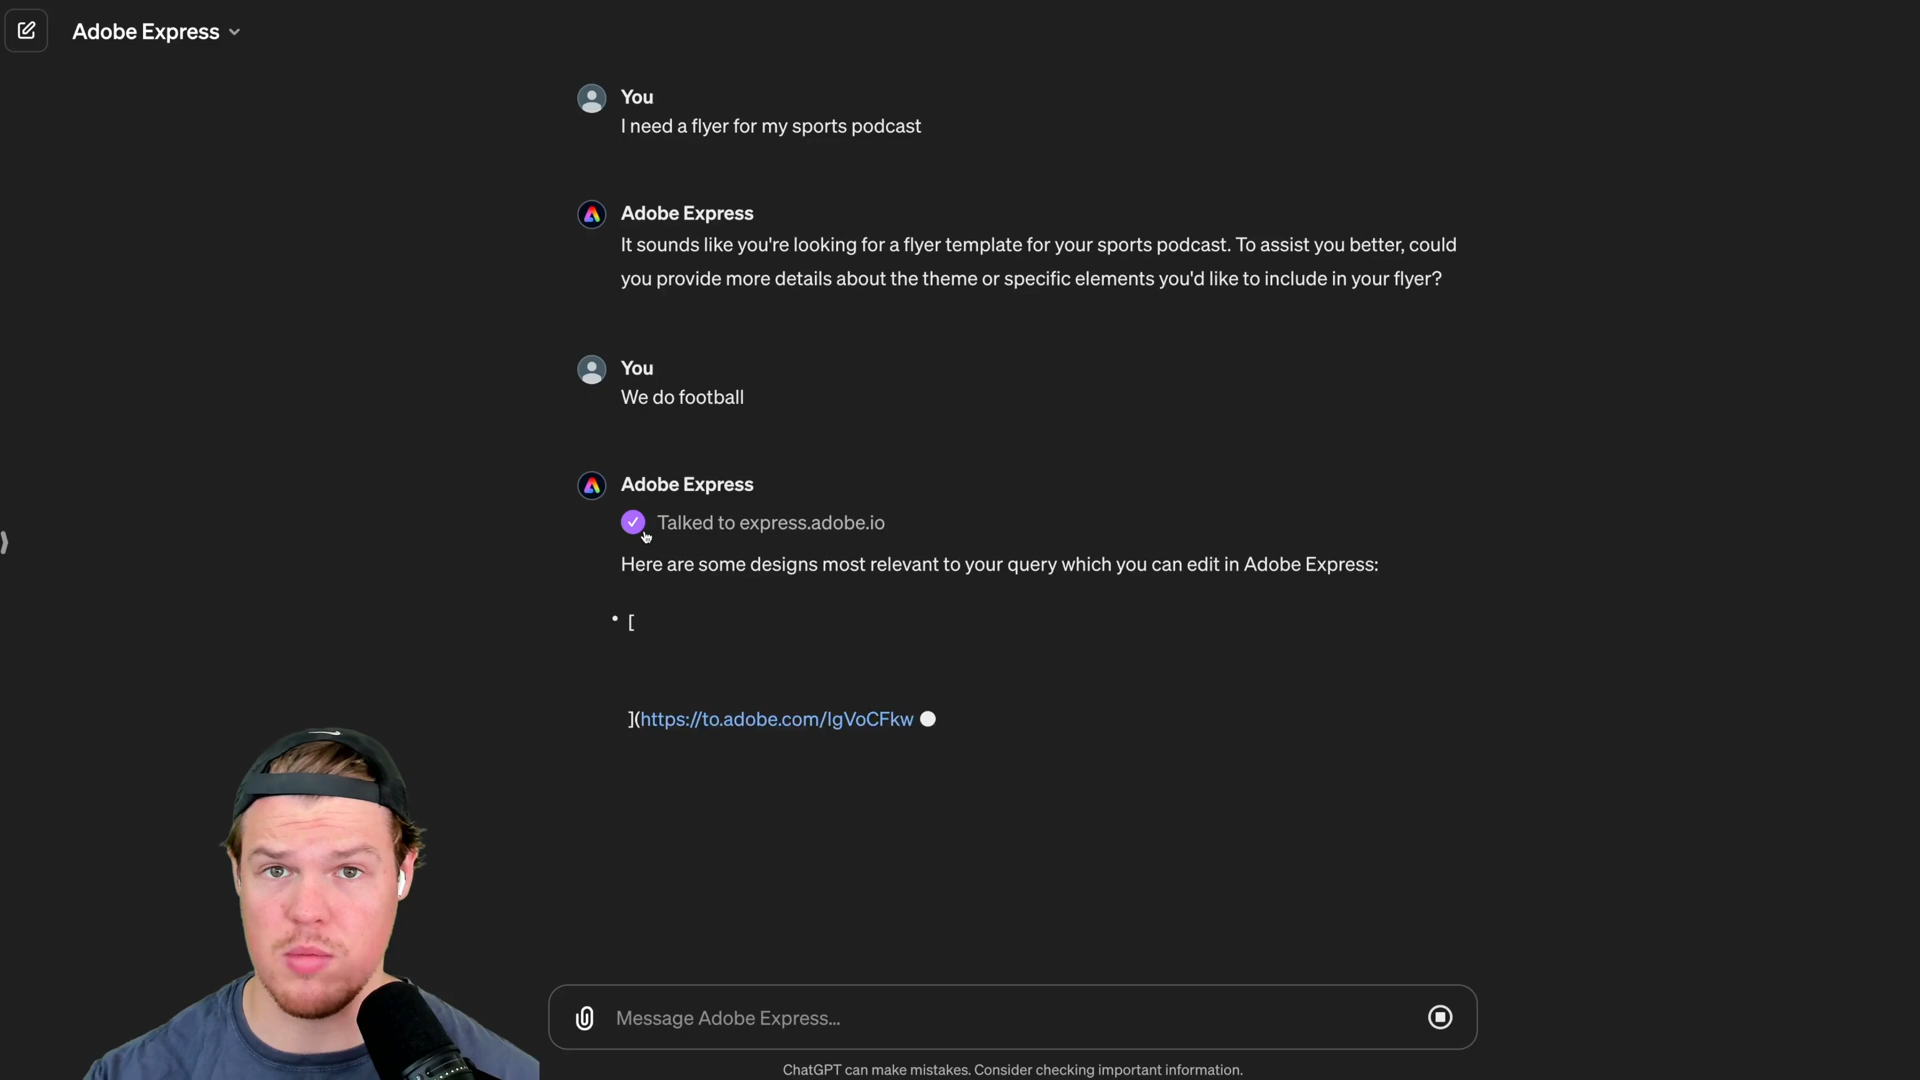 Adobe Express
You
I need a flyer for my sports podcast
Adobe Express
It sounds like you're looking for a flyer template for your sports podcast. To assist you better, could
you provide more details about the theme or specific elements you'd like to include in your flyer?
You
We do football
Adobe Express
Talked to express.adobe.io
Here are some designs most relevant to your query which you can edit in Adobe Express:
• [
](https://to.adobe.com/IgVoCFkw
Message Adobe Express...
ChatGPT can make mistakes. Consider checking important information.